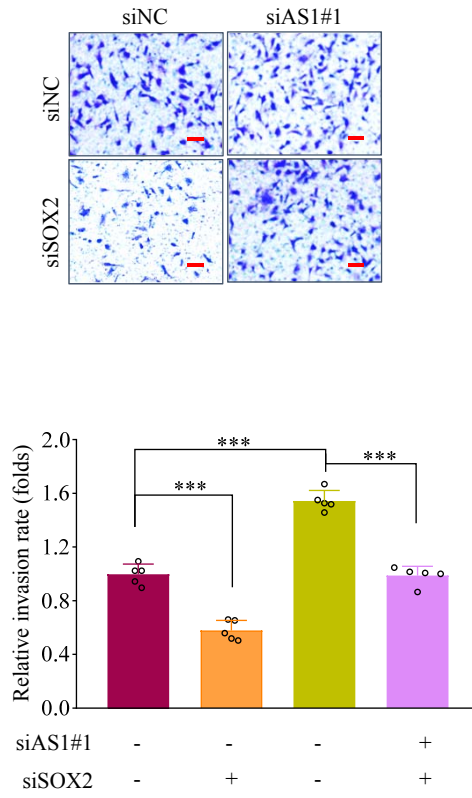 siNC siAS1#1
siNC
siSOX2
Relative invasion rate (folds)
2.0
1.6
1.2
0.8
0.4
0.0
***
***
***
siAS1#1 - - - +
siSOX2 - + - +